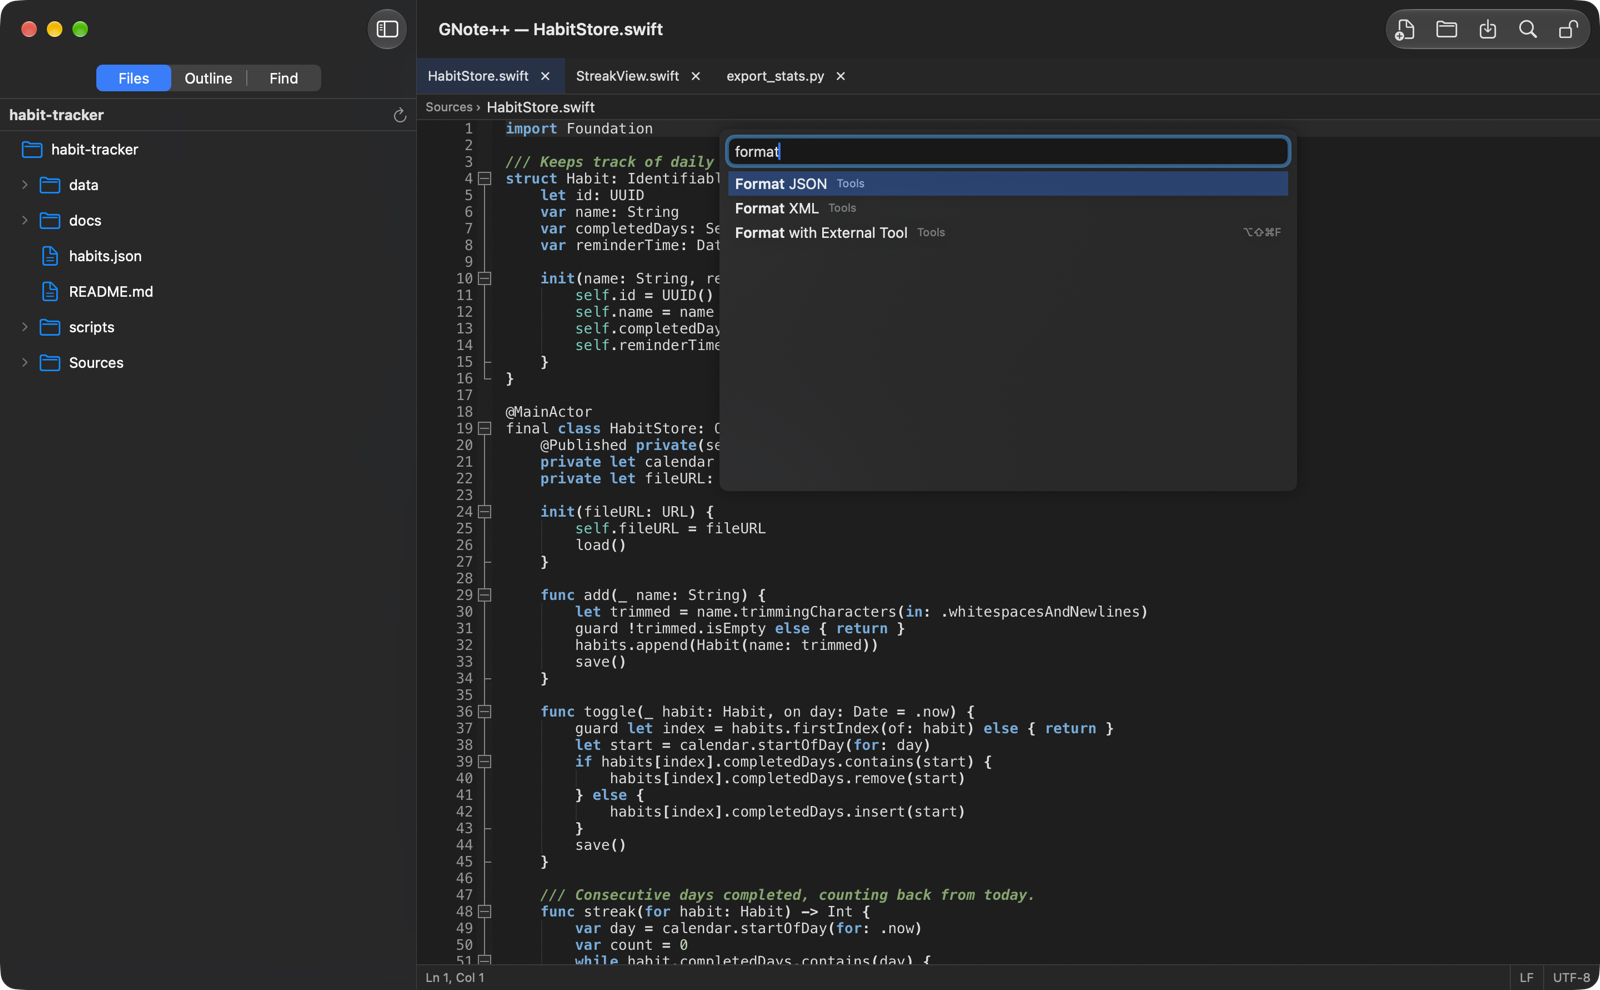 GNote++ — HabitStore.swift
Files
Outline
Find
habit-tracker
habit-tracker
data
docs
habits.json
README.md
scripts
Sources
HabitStore.swift ×
StreakView.swift ×
export_stats.py ×
Sources › HabitStore.swift
format
Format JSON Tools
Format XML Tools
Format with External Tool Tools ⌥⇧⌘F
1 import Foundation
2
3 /// Keeps track of daily
4 struct Habit: Identifiabl
5 let id: UUID
6 var name: String
7 var completedDays: Se
8 var reminderTime: Dat
9
10 init(name: String, re
11 self.id = UUID()
12 self.name = name
13 self.completedDay
14 self.reminderTime
15 }
16 }
17
18 @MainActor
19 final class HabitStore: O
20 @Published private(se
21 private let calendar
22 private let fileURL:
23
24 init(fileURL: URL) {
25 self.fileURL = fileURL
26 load()
27 }
28
29 func add(_ name: String) {
30 let trimmed = name.trimmingCharacters(in: .whitespacesAndNewlines)
31 guard !trimmed.isEmpty else { return }
32 habits.append(Habit(name: trimmed))
33 save()
34 }
35
36 func toggle(_ habit: Habit, on day: Date = .now) {
37 guard let index = habits.firstIndex(of: habit) else { return }
38 let start = calendar.startOfDay(for: day)
39 if habits[index].completedDays.contains(start) {
40 habits[index].completedDays.remove(start)
41 } else {
42 habits[index].completedDays.insert(start)
43 }
44 save()
45 }
46
47 /// Consecutive days completed, counting back from today.
48 func streak(for habit: Habit) -> Int {
49 var day = calendar.startOfDay(for: .now)
50 var count = 0
51 while habit.completedDays.contains(day) {
Ln 1, Col 1
LF
UTF-8